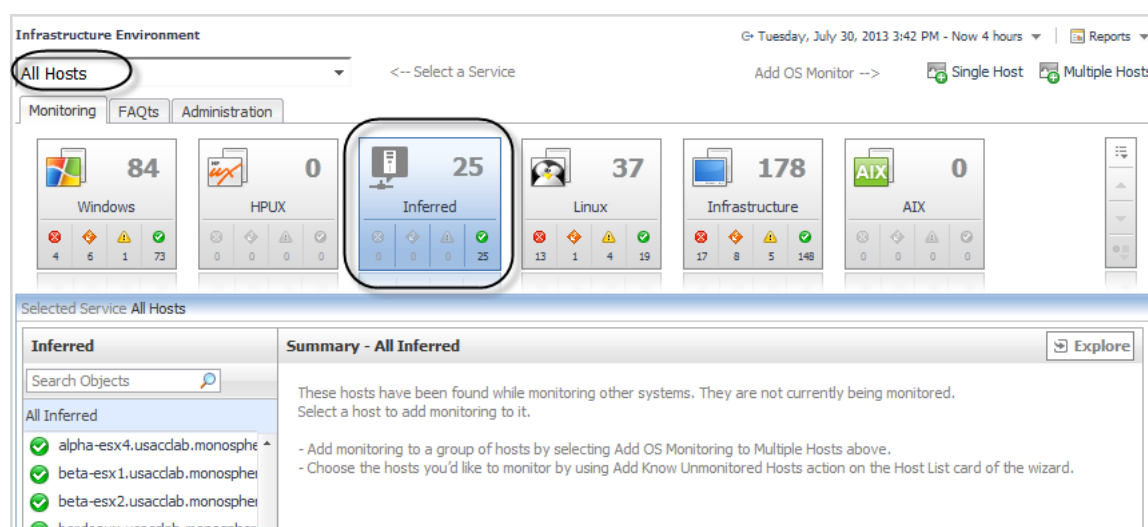 Infrastructure Environment
Tuesday, July 30, 2013 3:42 PM - Now 4 hours
Reports
All Hosts
<-- Select a Service
Add OS Monitor -->
Single Host
Multiple Hosts
Monitoring
FAQts
Administration
84
0
25
37
178
0
Windows
HPUX
Inferred
Linux
Infrastructure
AIX
4 6 1 73
0 0 0 0
0 0 0 25
13 1 4 19
17 8 5 148
0 0 0 0
Selected Service All Hosts
Inferred
Summary - All Inferred
Explore
Search Objects
These hosts have been found while monitoring other systems. They are not currently being monitored.
Select a host to add monitoring to it.
All Inferred
- Add monitoring to a group of hosts by selecting Add OS Monitoring to Multiple Hosts above.
- Choose the hosts you'd like to monitor by using Add Know Unmonitored Hosts action on the Host List card of the wizard.
alpha-esx4.usacclab.monosphe
beta-esx1.usacclab.monospher
beta-esx2.usacclab.monospher